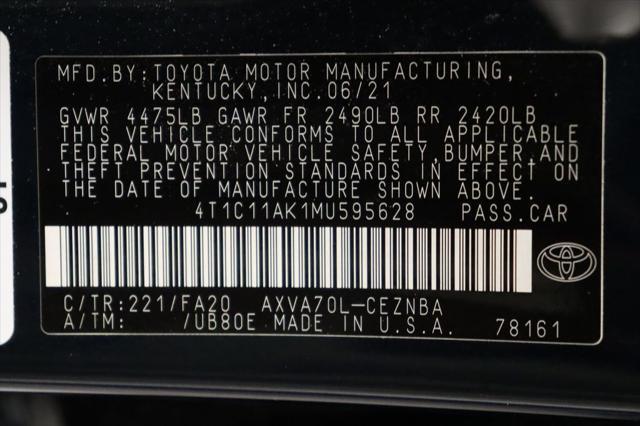 MFD.BY:TOYOTA MOTOR MANUFACTURING,
KENTUCKY,INC.06/21
GVWR 4475LB GAWR FR 2490LB RR 2420LB
THIS VEHICLE CONFORMS TO ALL APPLICABLE
FEDERAL MOTOR VEHICLE SAFETY,BUMPER,AND
THEFT PREVENTION STANDARDS IN EFFECT ON
THE DATE OF MANUFACTURE SHOWN ABOVE.
4T1C11AK1MU595628 PASS.CAR
C/TR:221/FA20 AXVA70L-CEZNBA
A/TM: /UB80E MADE IN U.S.A. 78161